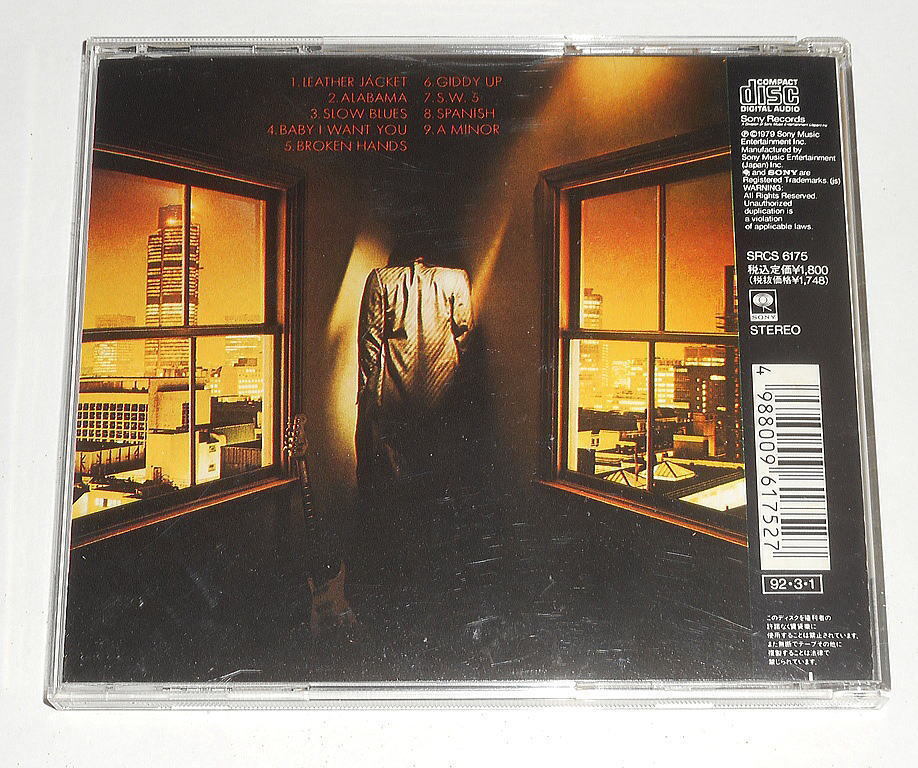 1. LEATHER JACKET
2. ALABAMA
3. SLOW BLUES
4. BABY I WANT YOU
5. BROKEN HANDS
6. GIDDY UP
7. S.W. 5
8. SPANISH
9. A MINOR
COMPACT
disc
DIGITAL AUDIO
Sony Records
Ⓟ©1979 Sony Music
Entertainment Inc.
Manufactured by
Sony Music Entertainment
(Japan) Inc.
and SONY are
Registered Trademarks. (js)
WARNING:
All Rights Reserved.
Unauthorized
duplication is
a violation
of applicable laws.
SRCS 6175
税込定価¥1,800
(税抜価格¥1,748)
SONY
STEREO
4 988009 617527
92・3・1
このディスクを権利者の
許諾なく賃貸業に
使用することは禁止されています。
また無断でテープその他に
複製することは法律で
禁じられています。